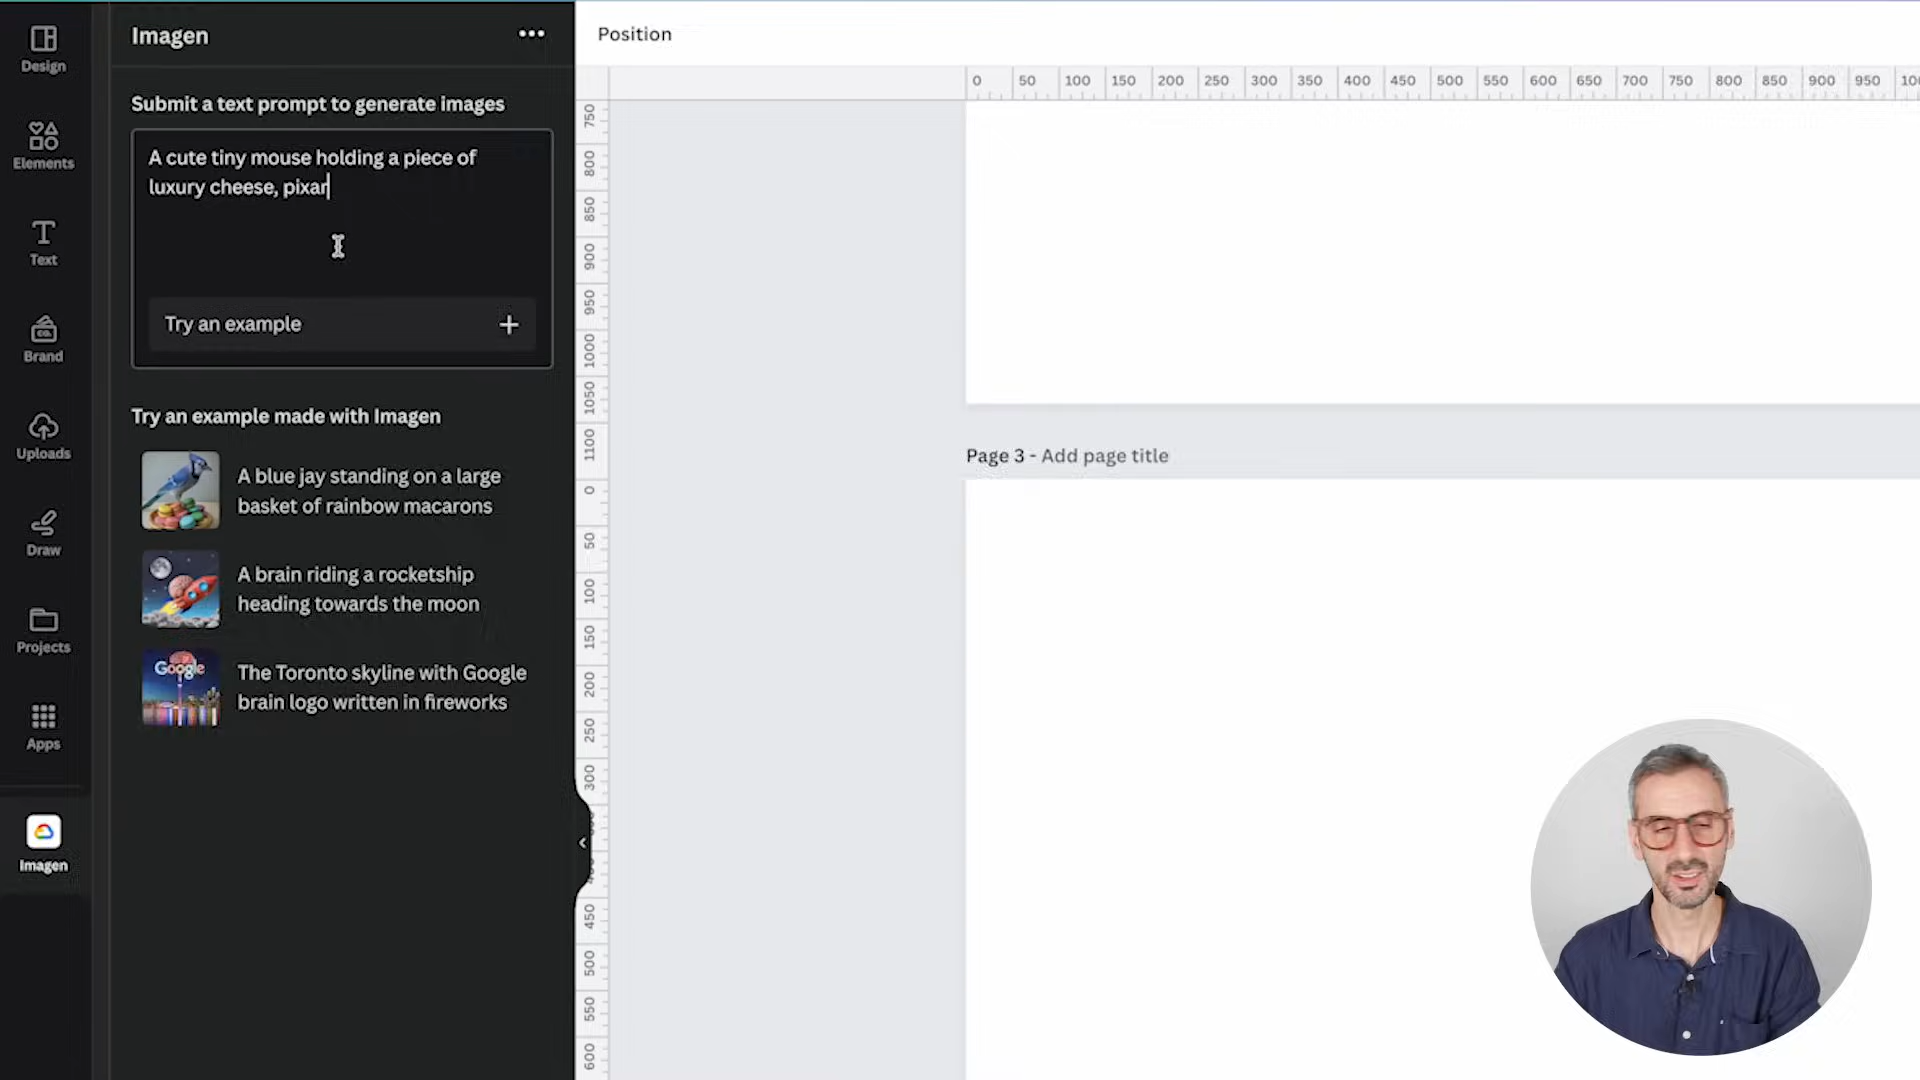 Design
Elements
Text
Brand
Uploads
Draw
Projects
Apps
Imagen
Imagen
Submit a text prompt to generate images
A cute tiny mouse holding a piece of
luxury cheese, pixar
Try an example
Try an example made with Imagen
A blue jay standing on a large
basket of rainbow macarons
A brain riding a rocketship
heading towards the moon
Google
The Toronto skyline with Google
brain logo written in fireworks
Position
0 50 100 150 200 250 300 350 400 450 500 550 600 650 700 750 800 850 900 950
750
800
850
900
950
1000
1050
1100
0
50
100
150
200
250
300
450
500
550
600
Page 3 - Add page title